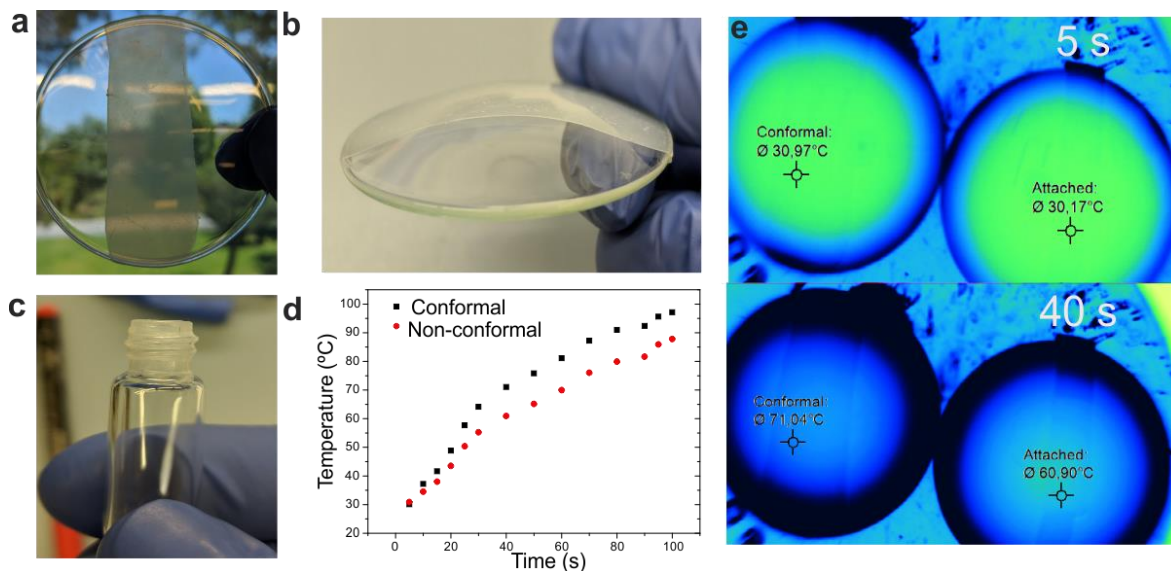 a
b
c
d
Conformal
Non-conformal
Temperature (ºC)
100
90
80
70
60
50
40
30
20
0
20
40
60
80
100
Time (s)
e
5 s
Conformal:
Ø 30,97°C
Attached:
Ø 30,17°C
40 s
Conformal:
Ø 71,04°C
Attached:
Ø 60,90°C